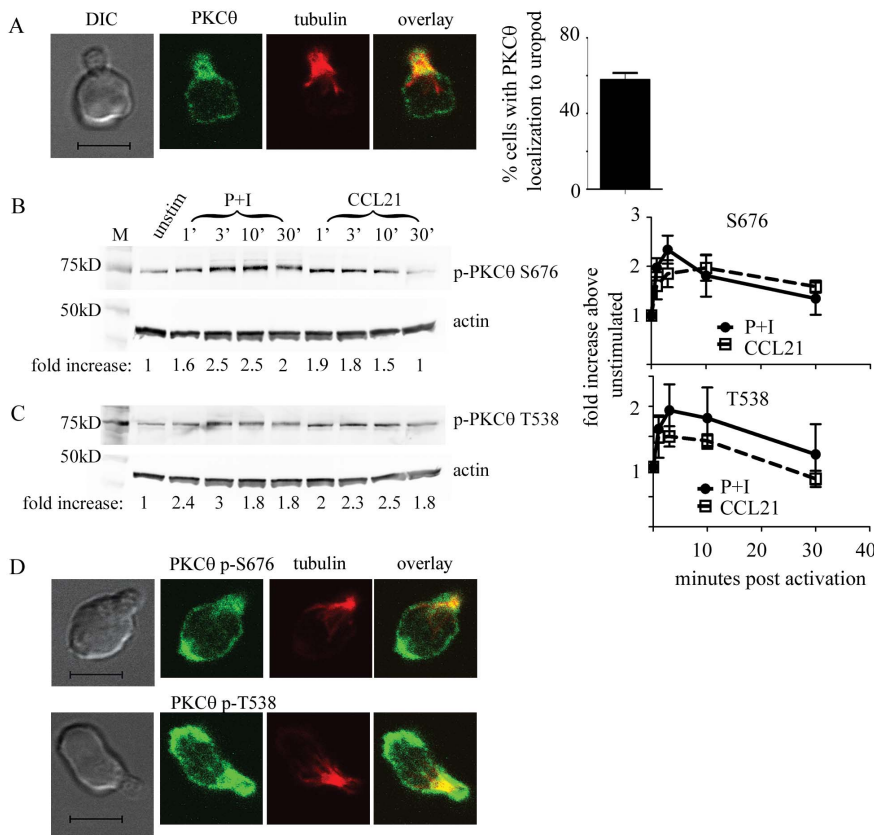 A
DIC PKCθ tubulin overlay
% cells with PKCθ
localization to uropod
80
60
40
0
B
P+I CCL21
M unstim 1’ 3’ 10’ 30’ 1’ 3’ 10’ 30’
75kD
p-PKCθ S676
50kD
actin
fold increase: 1 1.6 2.5 2.5 2 1.9 1.8 1.5 1
C
75kD
p-PKCθ T538
50kD
actin
fold increase: 1 2.4 3 1.8 1.8 2 2.3 2.5 1.8
fold increase above
unstimulated
3
2
1
S676
P+I
CCL21
2
1
T538
P+I
CCL21
0 10 20 30 40
minutes post activation
D
PKCθ p-S676 tubulin overlay
PKCθ p-T538